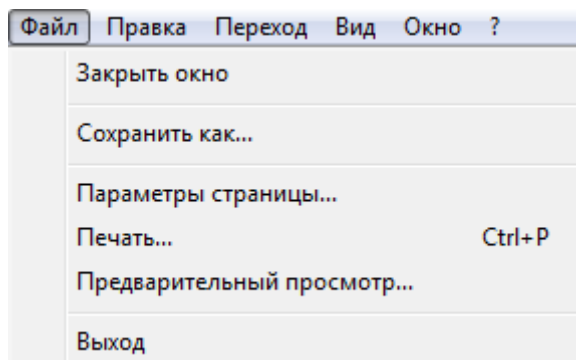 Файл Правка Переход Вид Окно ?
Закрыть окно
Сохранить как...
Параметры страницы...
Печать... Ctrl+P
Предварительный просмотр...
Выход